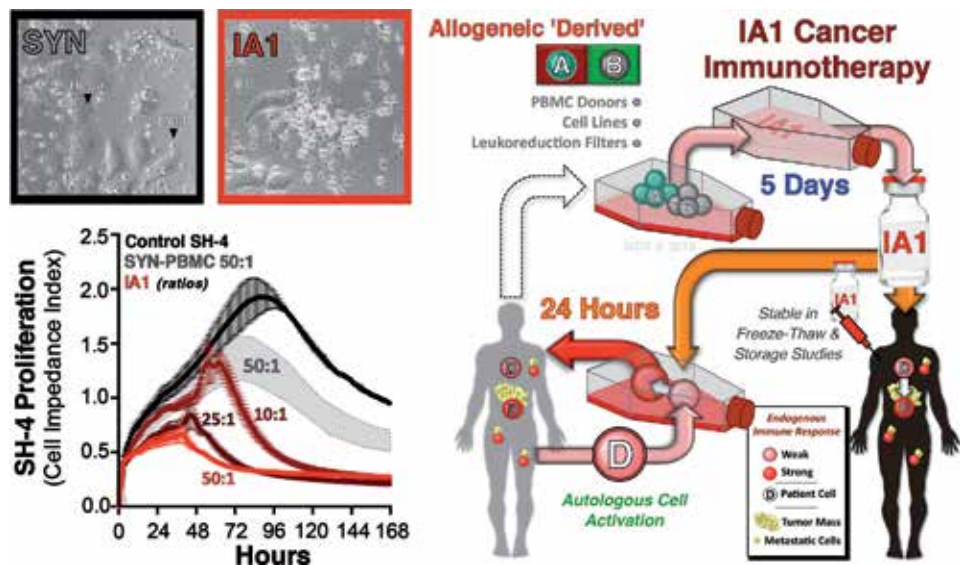 SYN
IA1
2.5
2.0
1.5
1.0
0.5
0.0
SH-4 Proliferation
(Cell Impedance Index)
Control SH-4
SYN-PBMC 50:1
IA1 (ratios)
50:1
25:1
10:1
50:1
0 24 48 72 96 120 144 168
Hours
Allogeneic 'Derived'
A B
PBMC Donors
Cell Lines
Leukoreduction Filters
IA1 Cancer
Immunotherapy
5 Days
IA1
24 Hours
IA1
Stable in
Freeze-Thaw &
Storage Studies
D
D
D
D
D
Autologous Cell
Activation
Endogenous
Immune Response
Weak
Strong
D Patient Cell
Tumor Mass
Metastatic Cells